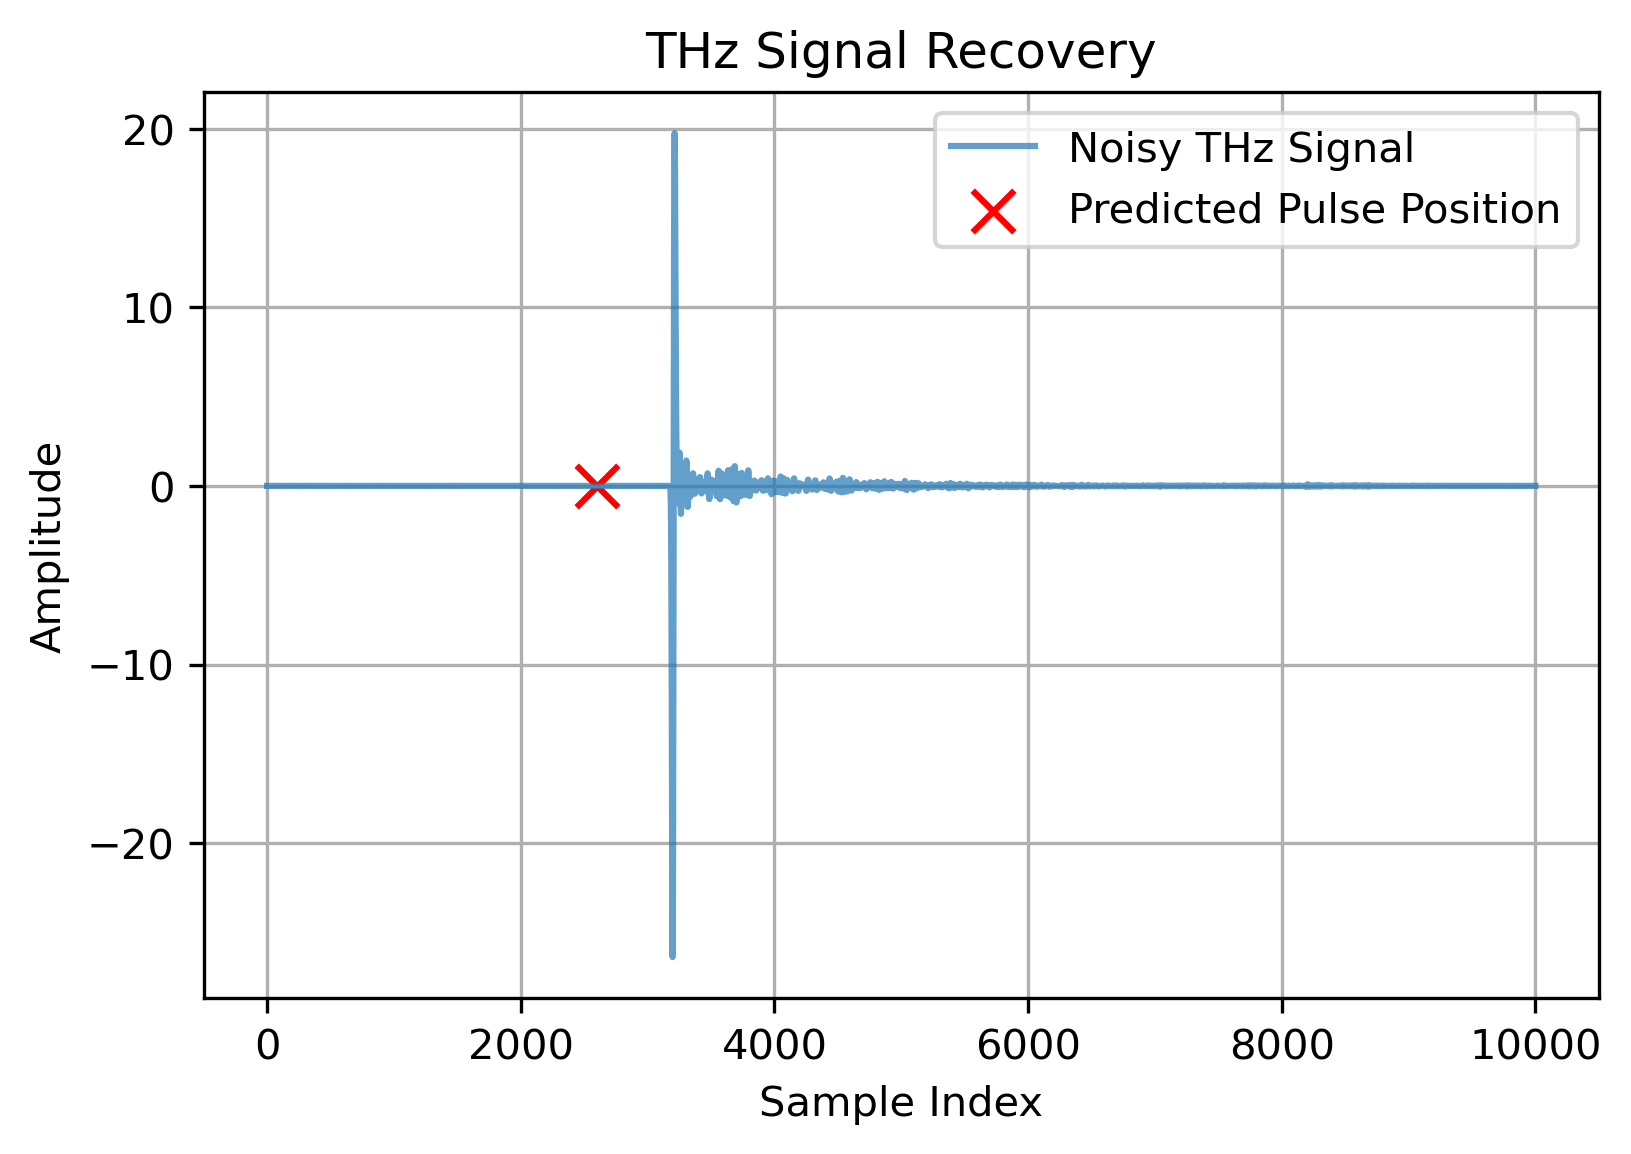 THz Signal Recovery
20
10
0
−10
−20
Amplitude
Noisy THz Signal
Predicted Pulse Position
0 2000 4000 6000 8000 10000
Sample Index